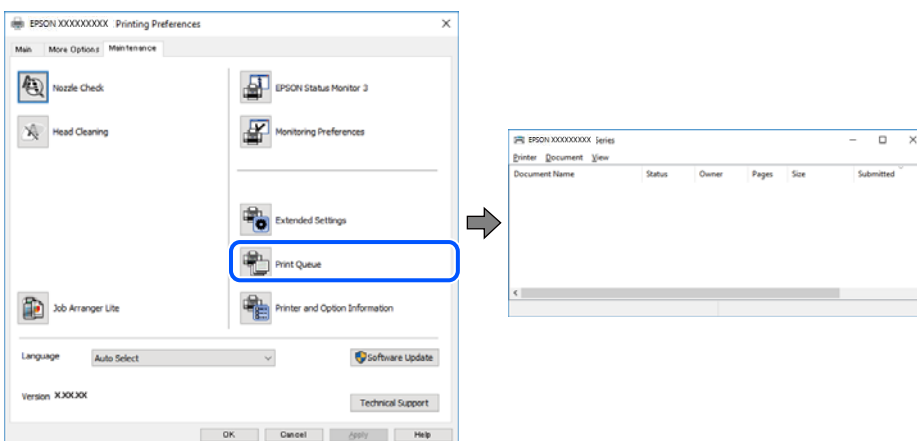 EPSON XXXXXXXXX Printing Preferences
Main More Options Maintenance
Nozzle Check
EPSON Status Monitor 3
Head Cleaning
Monitoring Preferences
Extended Settings
Print Queue
Job Arranger Lite
Printer and Option Information
Language Auto Select Software Update
Version X.XX.XX
Technical Support
OK Cancel Apply Help
EPSON XXXXXXXXX Series
Printer Document View
Document Name Status Owner Pages Size Submitted